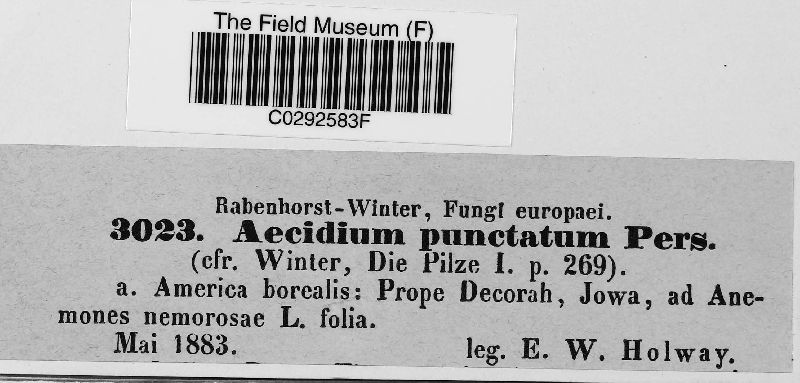 The Field Museum (F)
C0292583F
Rabenhorst-Winter, Fungi europaei.
3023. Aecidium punctatum Pers.
(cfr. Winter, Die Pilze I. p. 269).
a. America borealis: Prope Decorah, Jowa, ad Ane-
mones nemorosae L. folia.
Mai 1883. leg. E. W. Holway.